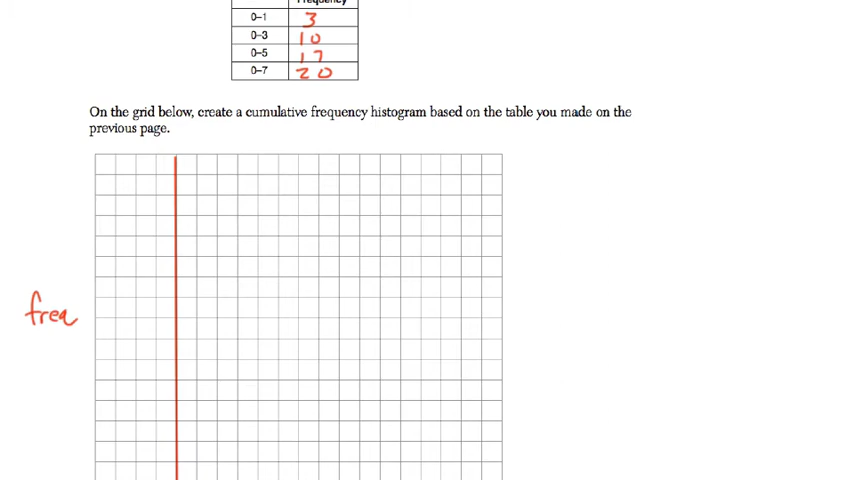 Frequency
0–1 3
0–3 10
0–5 17
0–7 20
On the grid below, create a cumulative frequency histogram based on the table you made on the
previous page.
freq